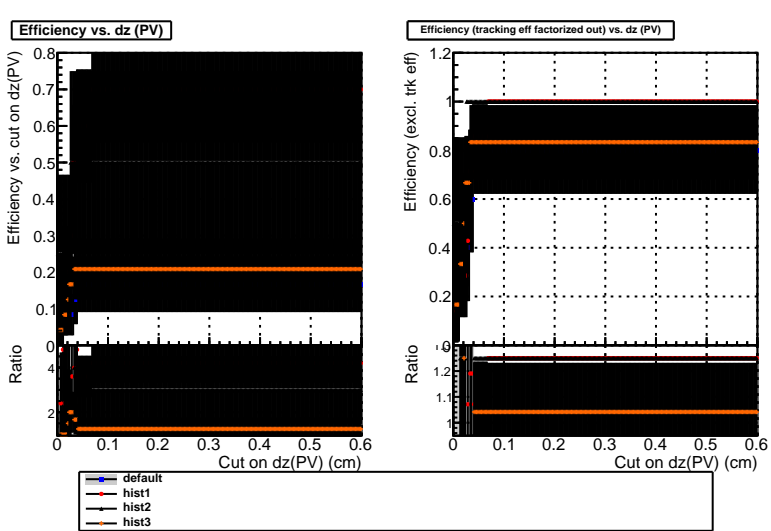 Efficiency vs. dz (PV)
Efficiency (tracking eff factorized out) vs. dz (PV)
Efficiency vs. cut on dz(PV)
0.8
0.7
0.6
0.5
0.4
0.3
0.2
0.1
0
Ratio
4
2
0 0.1 0.2 0.3 0.4 0.5 0.6
Cut on dz(PV) (cm)
Efficiency (excl. trk eff)
1.2
1
0.8
0.6
0.4
0.2
0
Ratio
1.2
1.1
1
0 0.1 0.2 0.3 0.4 0.5 0.6
Cut on dz(PV) (cm)
default
hist1
hist2
hist3